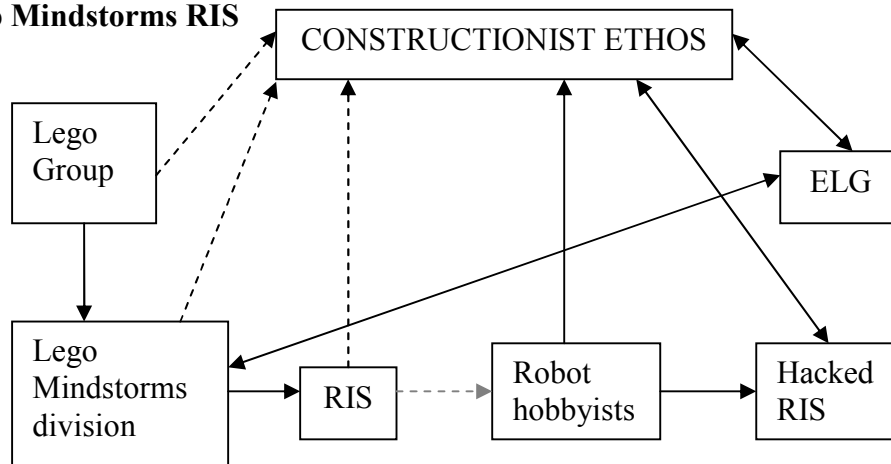 Mindstorms RIS
CONSTRUCTIONIST ETHOS
Lego
Group
ELG
Lego
Mindstorms
division
RIS
Robot
hobbyists
Hacked
RIS